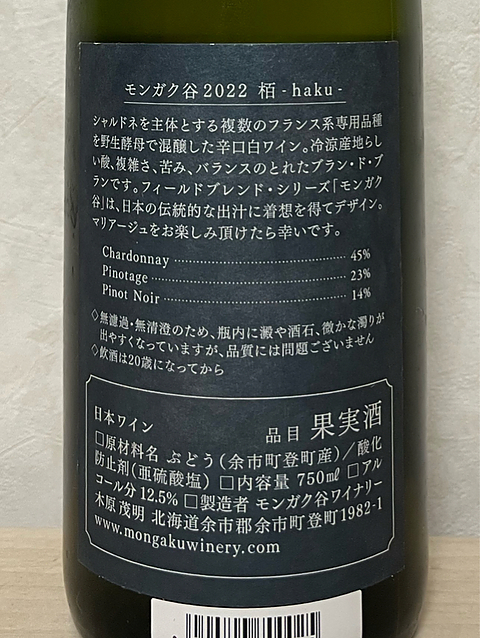 モンガク谷2022 栢 -haku-
シャルドネを主体とする複数のフランス系専用品種
を野生酵母で混醸した辛口白ワイン。冷涼産地らし
い酸、複雑さ、苦み、バランスのとれたブラン・ド・ブ
ランです。フィールドブレンド・シリーズ「モンガク
谷」は、日本の伝統的な出汁に着想を得てデザイン。
マリアージュをお楽しみ頂けたら幸いです。
Chardonnay 45%
Pinotage 23%
Pinot Noir 14%
◇無濾過・無清澄のため、瓶内に澱や酒石、微かな濁りが
出やすくなっていますが、品質には問題ございません
◇飲酒は20歳になってから
日本ワイン 品目 果実酒
□原材料名 ぶどう(余市町登町産)/酸化
防止剤(亜硫酸塩) □内容量 750㎖ □アル
コール分 12.5% □製造者 モンガク谷ワイナリー
木原 茂明 北海道余市郡余市町登町1982-1
www.mongakuwinery.com